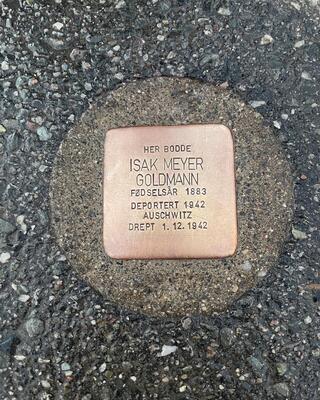 HER BODDE
ISAK MEYER
GOLDMANN
FØDSELSÅR 1883
DEPORTERT 1942
AUSCHWITZ
DREPT 1.12.1942